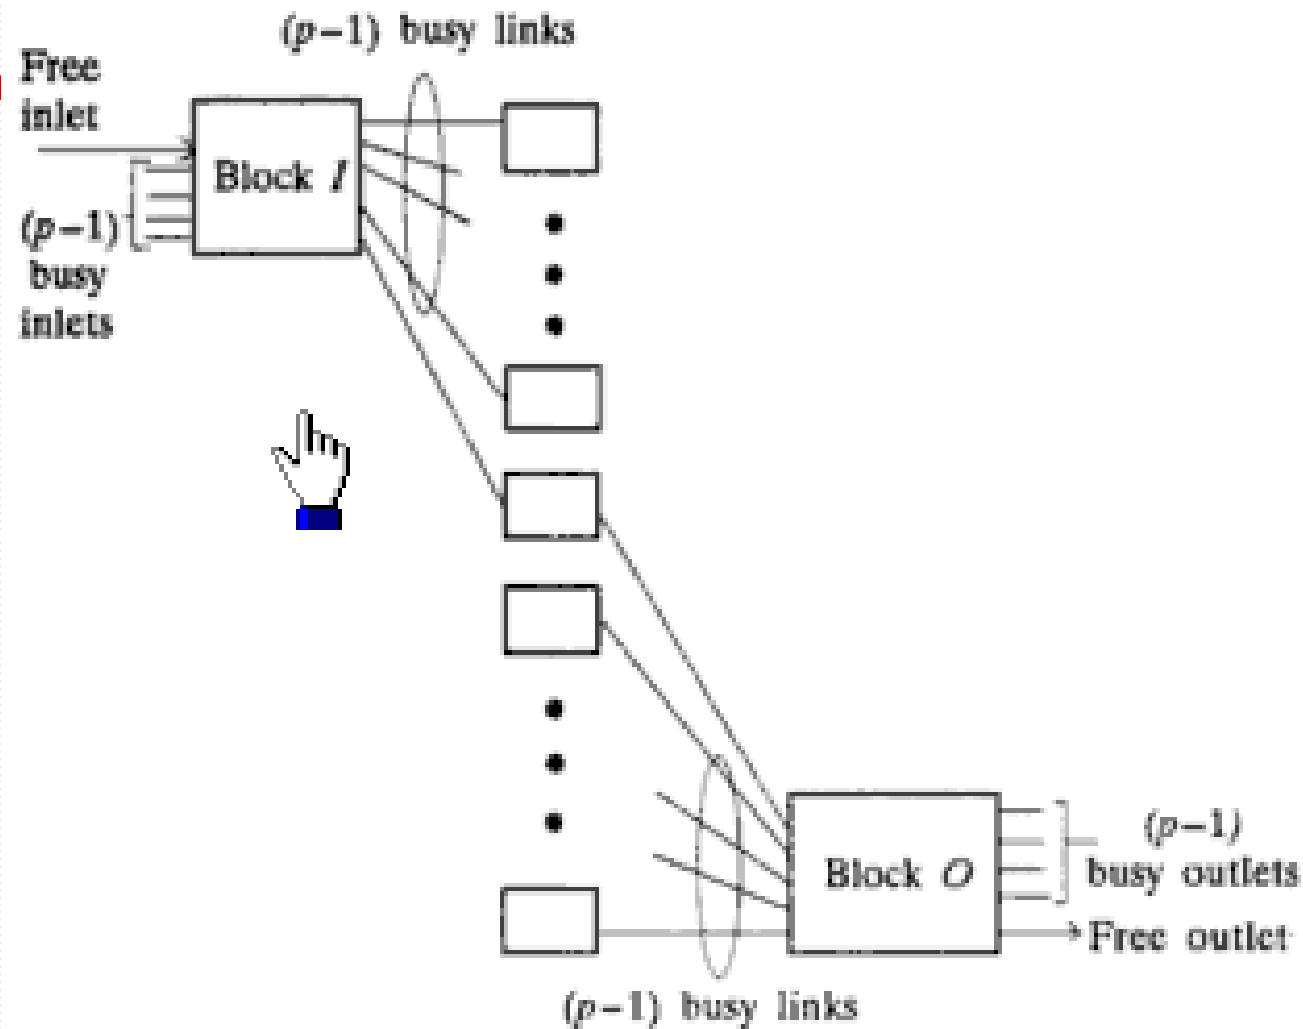 (p−1) busy links
Free
inlet
Block I
(p−1)
busy
inlets
(p−1)
busy outlets
Block O
Free outlet
(p−1) busy links